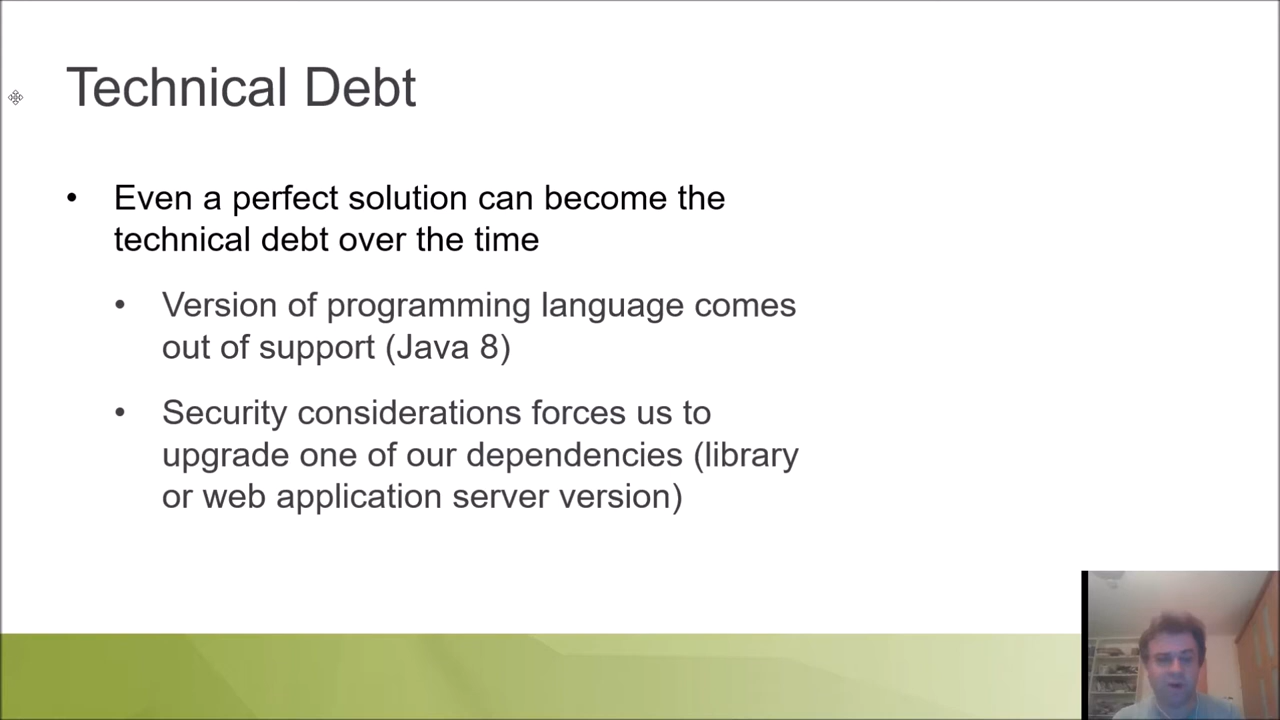 Technical Debt
• Even a perfect solution can become the
technical debt over the time
• Version of programming language comes
out of support (Java 8)
• Security considerations forces us to
upgrade one of our dependencies (library
or web application server version)